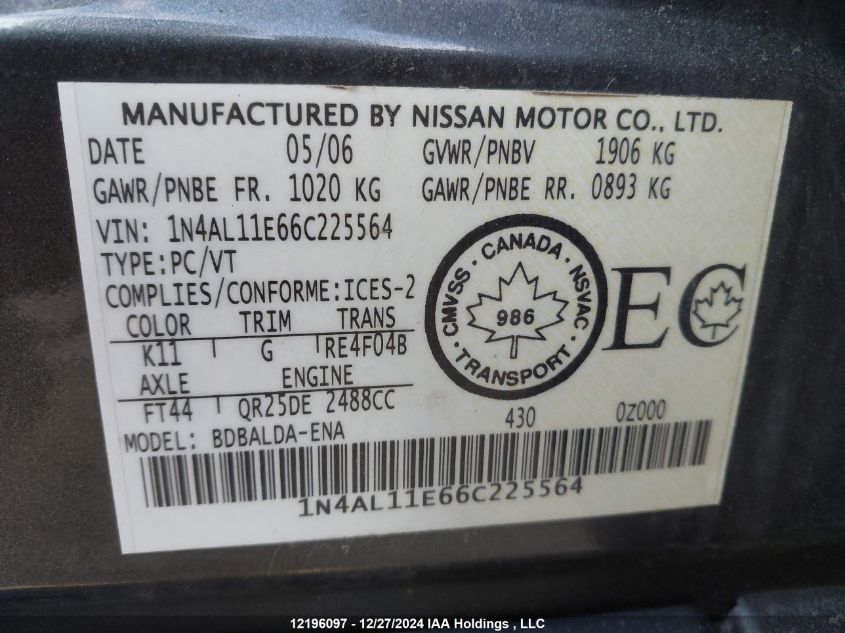 MANUFACTURED BY NISSAN MOTOR CO., LTD.
DATE 05/06 GVWR/PNBV 1906 KG
GAWR/PNBE FR. 1020 KG GAWR/PNBE RR. 0893 KG
VIN: 1N4AL11E66C225564
TYPE:PC/VT
COMPLIES/CONFORME:ICES-2
CMVSS · CANADA · NSVAC · TRANSPORT ·
986
EC
COLOR TRIM TRANS
K11 G RE4F04B
AXLE ENGINE
FT44 QR25DE 2488CC
430 0Z000
MODEL: BDBALDA-ENA
1N4AL11E66C225564
12196097 - 12/27/2024 IAA Holdings , LLC